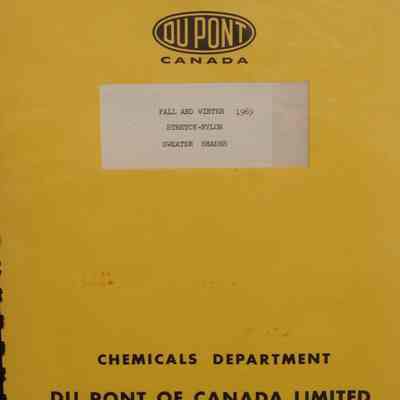 DU PONT
CANADA
FALL AND WINTER 1969
STRETCH-NYLON
SWEATER SHADES
CHEMICALS DEPARTMENT
DU PONT OF CANADA LIMITED